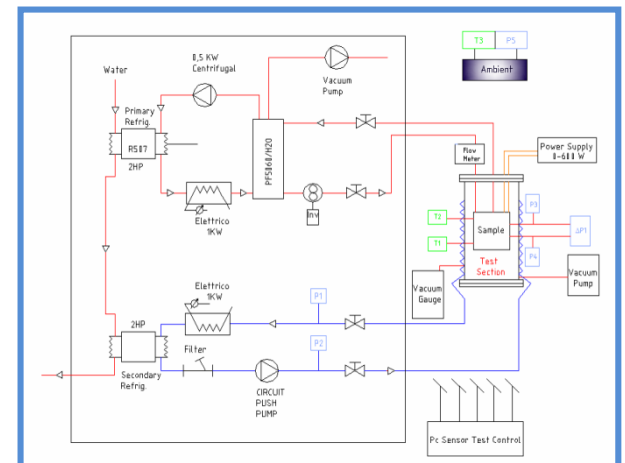 T3
P5
Ambient
0,5 KW
Centrifugal
Vacuum
Pump
Water
Primary
Refrig.
R507
2HP
PF5060/H2O
Elettrico
1KW
Inv
Flow
Meter
Power Supply
0-600 W
T2
T1
Sample
P3
ΔP1
P4
Test
Section
Vacuum
Gauge
Vacuum
Pump
Elettrico
1KW
P1
2HP
Secondary
Refrig.
Filter
P2
CIRCUIT
PUSH
PUMP
Pc Sensor Test Control